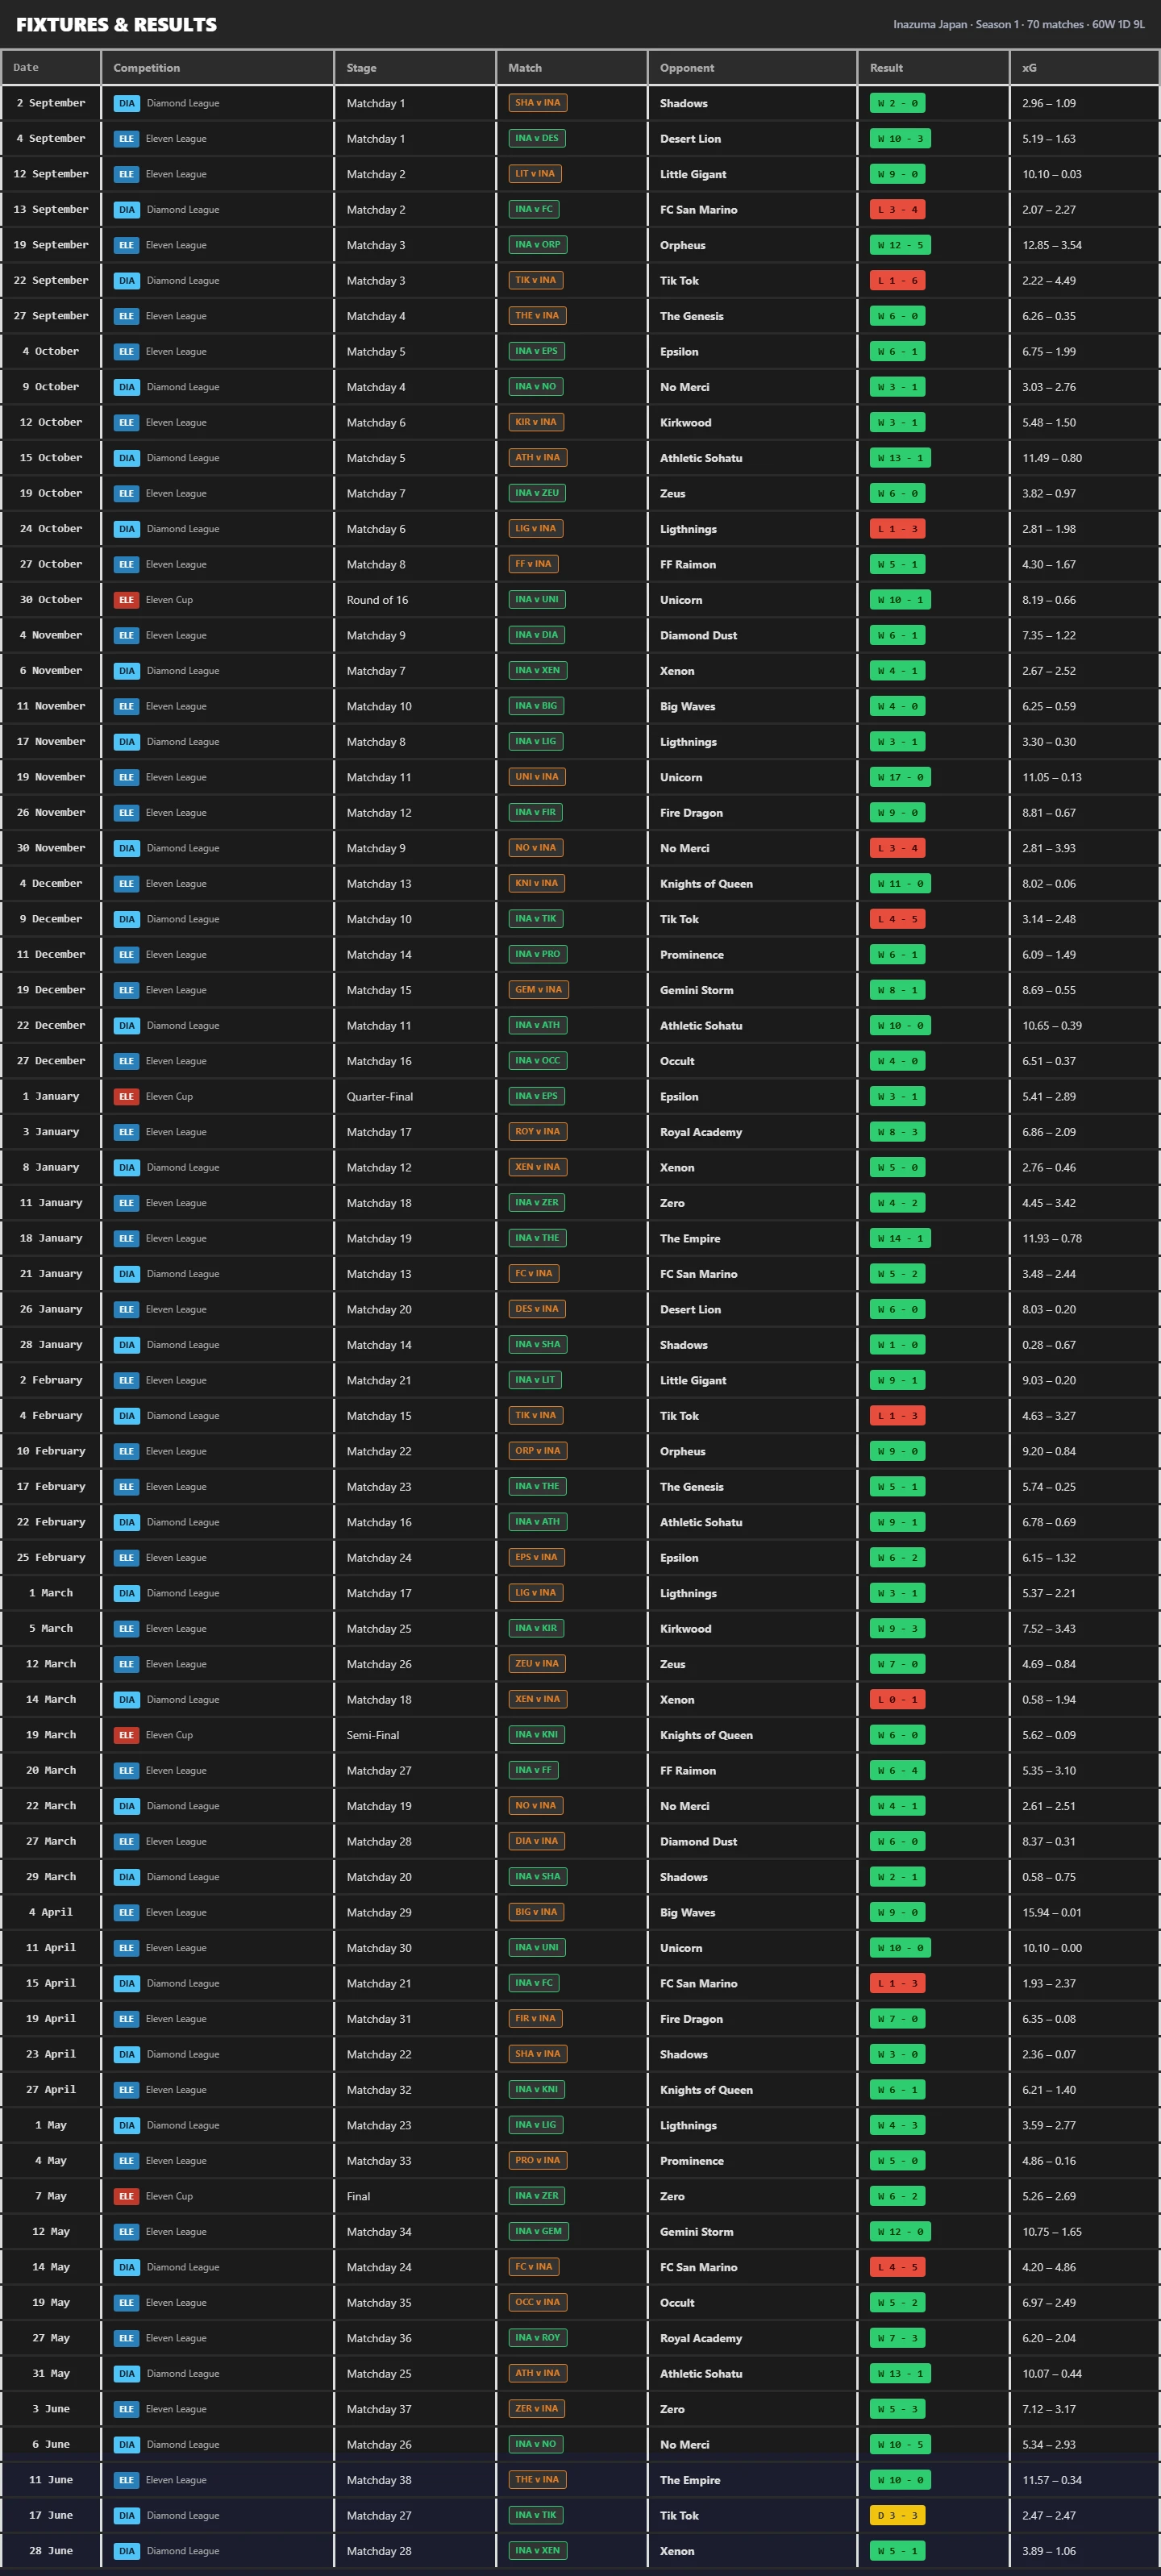 FIXTURES & RESULTS Inazuma Japan · Season 1 · 70 matches · 60W 1D 9L
Date Competition Stage Match Opponent Result xG
2 September DIA Diamond League Matchday 1 SHA v INA Shadows W 2 - 0 2.96 – 1.09
4 September ELE Eleven League Matchday 1 INA v DES Desert Lion W 10 - 3 5.19 – 1.63
12 September ELE Eleven League Matchday 2 LIT v INA Little Gigant W 9 - 0 10.10 – 0.03
13 September DIA Diamond League Matchday 2 INA v FC FC San Marino L 3 - 4 2.07 – 2.27
19 September ELE Eleven League Matchday 3 INA v ORP Orpheus W 12 - 5 12.85 – 3.54
22 September DIA Diamond League Matchday 3 TIK v INA Tik Tok L 1 - 6 2.22 – 4.49
27 September ELE Eleven League Matchday 4 THE v INA The Genesis W 6 - 0 6.26 – 0.35
4 October ELE Eleven League Matchday 5 INA v EPS Epsilon W 6 - 1 6.75 – 1.99
9 October DIA Diamond League Matchday 4 INA v NO No Merci W 3 - 1 3.03 – 2.76
12 October ELE Eleven League Matchday 6 KIR v INA Kirkwood W 3 - 1 5.48 – 1.50
15 October DIA Diamond League Matchday 5 ATH v INA Athletic Sohatu W 13 - 1 11.49 – 0.80
19 October ELE Eleven League Matchday 7 INA v ZEU Zeus W 6 - 0 3.82 – 0.97
24 October DIA Diamond League Matchday 6 LIG v INA Ligthnings L 1 - 3 2.81 – 1.98
27 October ELE Eleven League Matchday 8 FF v INA FF Raimon W 5 - 1 4.30 – 1.67
30 October ELE Eleven Cup Round of 16 INA v UNI Unicorn W 10 - 1 8.19 – 0.66
4 November ELE Eleven League Matchday 9 INA v DIA Diamond Dust W 6 - 1 7.35 – 1.22
6 November DIA Diamond League Matchday 7 INA v XEN Xenon W 4 - 1 2.67 – 2.52
11 November ELE Eleven League Matchday 10 INA v BIG Big Waves W 4 - 0 6.25 – 0.59
17 November DIA Diamond League Matchday 8 INA v LIG Ligthnings W 3 - 1 3.30 – 0.30
19 November ELE Eleven League Matchday 11 UNI v INA Unicorn W 17 - 0 11.05 – 0.13
26 November ELE Eleven League Matchday 12 INA v FIR Fire Dragon W 9 - 0 8.81 – 0.67
30 November DIA Diamond League Matchday 9 NO v INA No Merci L 3 - 4 2.81 – 3.93
4 December ELE Eleven League Matchday 13 KNI v INA Knights of Queen W 11 - 0 8.02 – 0.06
9 December DIA Diamond League Matchday 10 INA v TIK Tik Tok L 4 - 5 3.14 – 2.48
11 December ELE Eleven League Matchday 14 INA v PRO Prominence W 6 - 1 6.09 – 1.49
19 December ELE Eleven League Matchday 15 GEM v INA Gemini Storm W 8 - 1 8.69 – 0.55
22 December DIA Diamond League Matchday 11 INA v ATH Athletic Sohatu W 10 - 0 10.65 – 0.39
27 December ELE Eleven League Matchday 16 INA v OCC Occult W 4 - 0 6.51 – 0.37
1 January ELE Eleven Cup Quarter-Final INA v EPS Epsilon W 3 - 1 5.41 – 2.89
3 January ELE Eleven League Matchday 17 ROY v INA Royal Academy W 8 - 3 6.86 – 2.09
8 January DIA Diamond League Matchday 12 XEN v INA Xenon W 5 - 0 2.76 – 0.46
11 January ELE Eleven League Matchday 18 INA v ZER Zero W 4 - 2 4.45 – 3.42
18 January ELE Eleven League Matchday 19 INA v THE The Empire W 14 - 1 11.93 – 0.78
21 January DIA Diamond League Matchday 13 FC v INA FC San Marino W 5 - 2 3.48 – 2.44
26 January ELE Eleven League Matchday 20 DES v INA Desert Lion W 6 - 0 8.03 – 0.20
28 January DIA Diamond League Matchday 14 INA v SHA Shadows W 1 - 0 0.28 – 0.67
2 February ELE Eleven League Matchday 21 INA v LIT Little Gigant W 9 - 1 9.03 – 0.20
4 February DIA Diamond League Matchday 15 TIK v INA Tik Tok L 1 - 3 4.63 – 3.27
10 February ELE Eleven League Matchday 22 ORP v INA Orpheus W 9 - 0 9.20 – 0.84
17 February ELE Eleven League Matchday 23 INA v THE The Genesis W 5 - 1 5.74 – 0.25
22 February DIA Diamond League Matchday 16 INA v ATH Athletic Sohatu W 9 - 1 6.78 – 0.69
25 February ELE Eleven League Matchday 24 EPS v INA Epsilon W 6 - 2 6.15 – 1.32
1 March DIA Diamond League Matchday 17 LIG v INA Ligthnings W 3 - 1 5.37 – 2.21
5 March ELE Eleven League Matchday 25 INA v KIR Kirkwood W 9 - 3 7.52 – 3.43
12 March ELE Eleven League Matchday 26 ZEU v INA Zeus W 7 - 0 4.69 – 0.84
14 March DIA Diamond League Matchday 18 XEN v INA Xenon L 0 - 1 0.58 – 1.94
19 March ELE Eleven Cup Semi-Final INA v KNI Knights of Queen W 6 - 0 5.62 – 0.09
20 March ELE Eleven League Matchday 27 INA v FF FF Raimon W 6 - 4 5.35 – 3.10
22 March DIA Diamond League Matchday 19 NO v INA No Merci W 4 - 1 2.61 – 2.51
27 March ELE Eleven League Matchday 28 DIA v INA Diamond Dust W 6 - 0 8.37 – 0.31
29 March DIA Diamond League Matchday 20 INA v SHA Shadows W 2 - 1 0.58 – 0.75
4 April ELE Eleven League Matchday 29 BIG v INA Big Waves W 9 - 0 15.94 – 0.01
11 April ELE Eleven League Matchday 30 INA v UNI Unicorn W 10 - 0 10.10 – 0.00
15 April DIA Diamond League Matchday 21 INA v FC FC San Marino L 1 - 3 1.93 – 2.37
19 April ELE Eleven League Matchday 31 FIR v INA Fire Dragon W 7 - 0 6.35 – 0.08
23 April DIA Diamond League Matchday 22 SHA v INA Shadows W 3 - 0 2.36 – 0.07
27 April ELE Eleven League Matchday 32 INA v KNI Knights of Queen W 6 - 1 6.21 – 1.40
1 May DIA Diamond League Matchday 23 INA v LIG Ligthnings W 4 - 3 3.59 – 2.77
4 May ELE Eleven League Matchday 33 PRO v INA Prominence W 5 - 0 4.86 – 0.16
7 May ELE Eleven Cup Final INA v ZER Zero W 6 - 2 5.26 – 2.69
12 May ELE Eleven League Matchday 34 INA v GEM Gemini Storm W 12 - 0 10.75 – 1.65
14 May DIA Diamond League Matchday 24 FC v INA FC San Marino L 4 - 5 4.20 – 4.86
19 May ELE Eleven League Matchday 35 OCC v INA Occult W 5 - 2 6.97 – 2.49
27 May ELE Eleven League Matchday 36 INA v ROY Royal Academy W 7 - 3 6.20 – 2.04
31 May DIA Diamond League Matchday 25 ATH v INA Athletic Sohatu W 13 - 1 10.07 – 0.44
3 June ELE Eleven League Matchday 37 ZER v INA Zero W 5 - 3 7.12 – 3.17
6 June DIA Diamond League Matchday 26 INA v NO No Merci W 10 - 5 5.34 – 2.93
11 June ELE Eleven League Matchday 38 THE v INA The Empire W 10 - 0 11.57 – 0.34
17 June DIA Diamond League Matchday 27 INA v TIK Tik Tok D 3 - 3 2.47 – 2.47
28 June DIA Diamond League Matchday 28 INA v XEN Xenon W 5 - 1 3.89 – 1.06